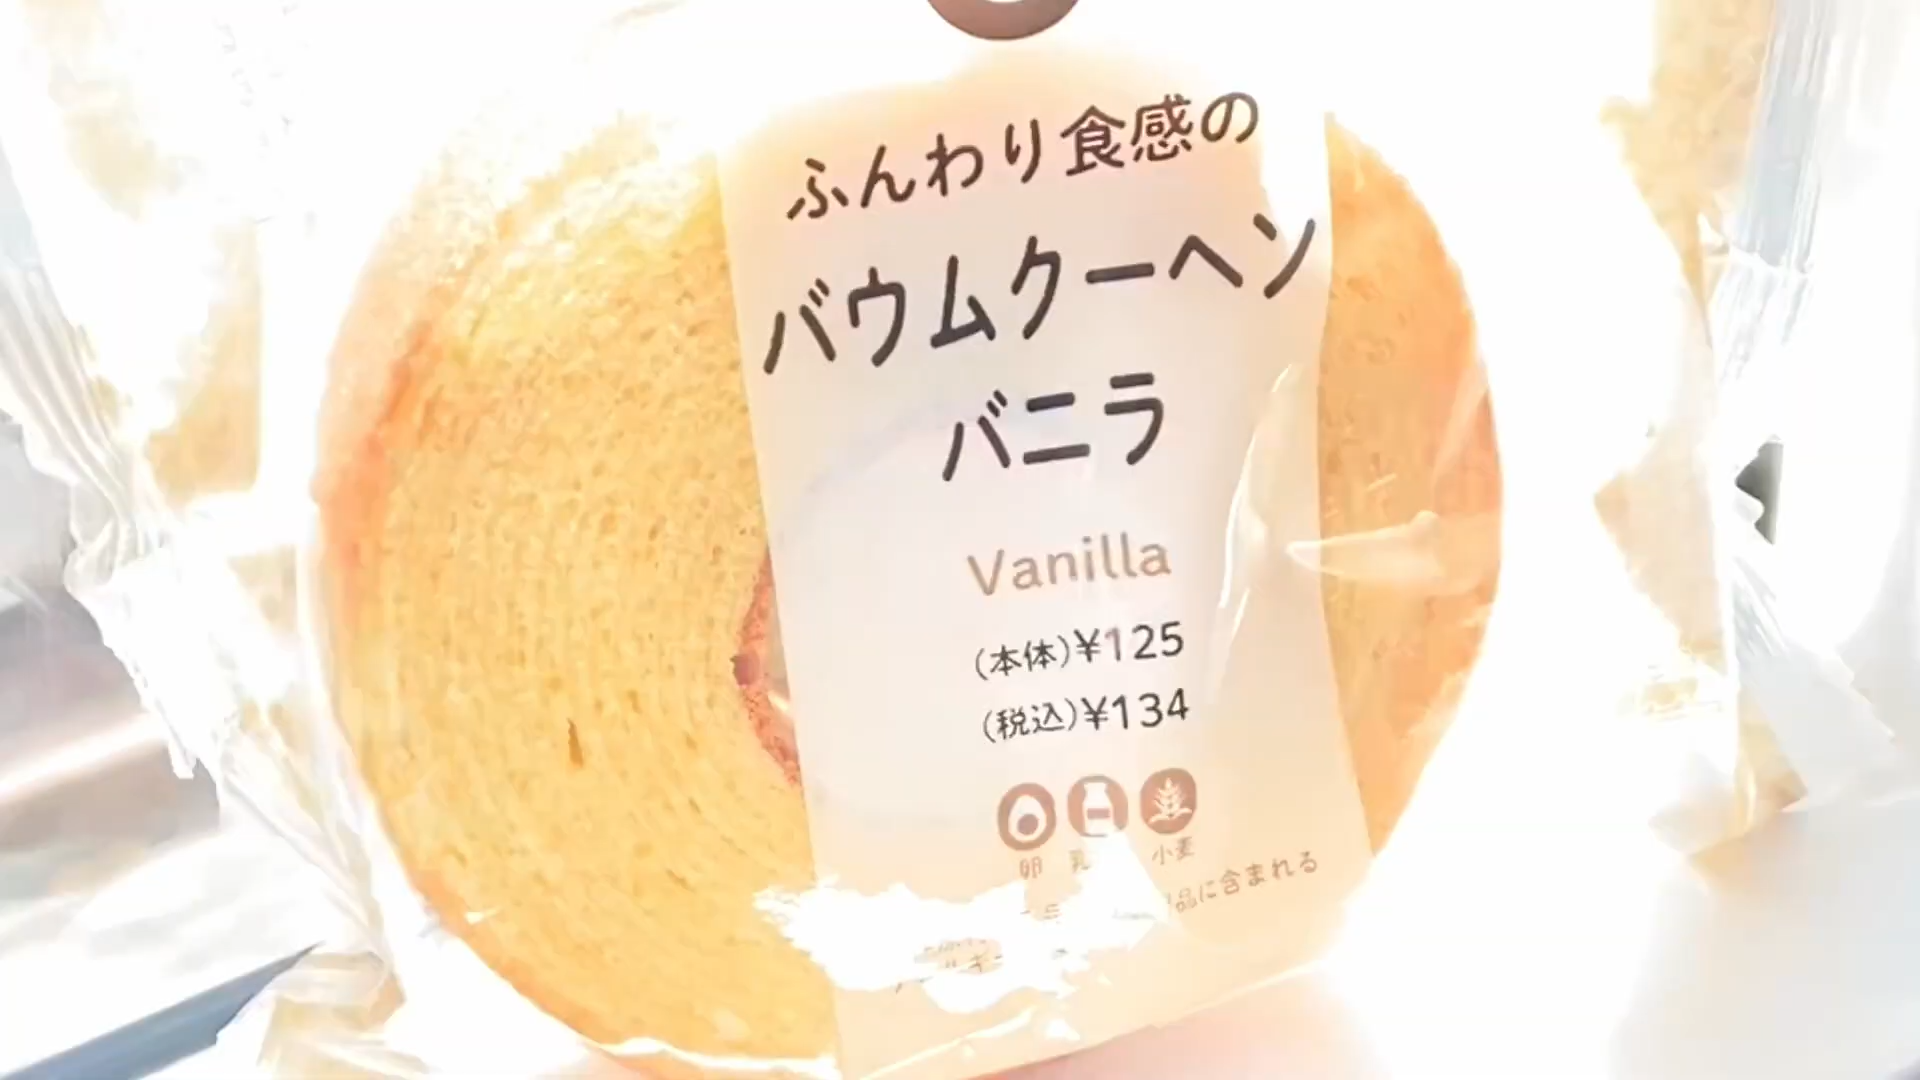 ふんわり食感の
バウムクーヘン
バニラ
Vanilla
(本体)¥125
(税込)¥134
卵 乳 小麦
品に含まれる